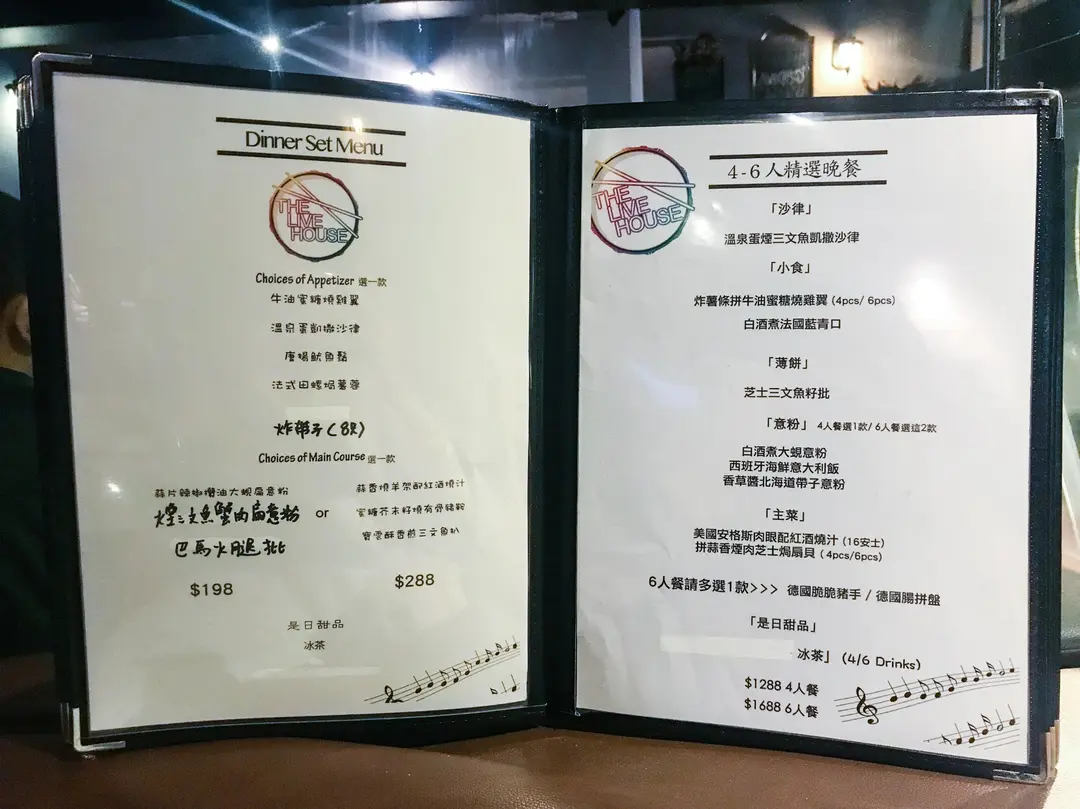 Dinner Set Menu
THE
LIVE
HOUSE
Choices of Appetizer 選一款
牛油蜜糖燒雞翼
溫泉蛋凱撒沙律
唐揚魷魚鬚
法式田螺焗薯蓉
炸帶子(8只)
Choices of Main Course 選一款
蒜片辣椒欖油大蜆扁意粉
煙三文魚蟹肉扁意粉
巴馬火腿批
$198
or
蒜香燒羊架配紅酒燒汁
蜜糖芥末籽燒有骨豬鞍
香煎三文魚扒
$288
是日甜品
冰茶
THE
LIVE
HOUSE
4-6人精選晚餐
「沙律」
溫泉蛋煙三文魚凱撒沙律
「小食」
炸薯條拼牛油蜜糖燒雞翼 (4pcs/ 6pcs)
白酒煮法國藍青口
「薄餅」
芝士三文魚籽批
「意粉」 4人餐選1款/ 6人餐選這2款
白酒煮大蜆意粉
西班牙海鮮意大利飯
香草醬北海道帶子意粉
「主菜」
美國安格斯肉眼配紅酒燒汁 (16安士)
拼蒜香煙肉芝士焗扇貝 ( 4pcs/6pcs)
6人餐請多選1款>>> 德國脆脆豬手 / 德國腸拼盤
「是日甜品」
冰茶」 (4/6 Drinks)
$1288 4人餐
$1688 6人餐